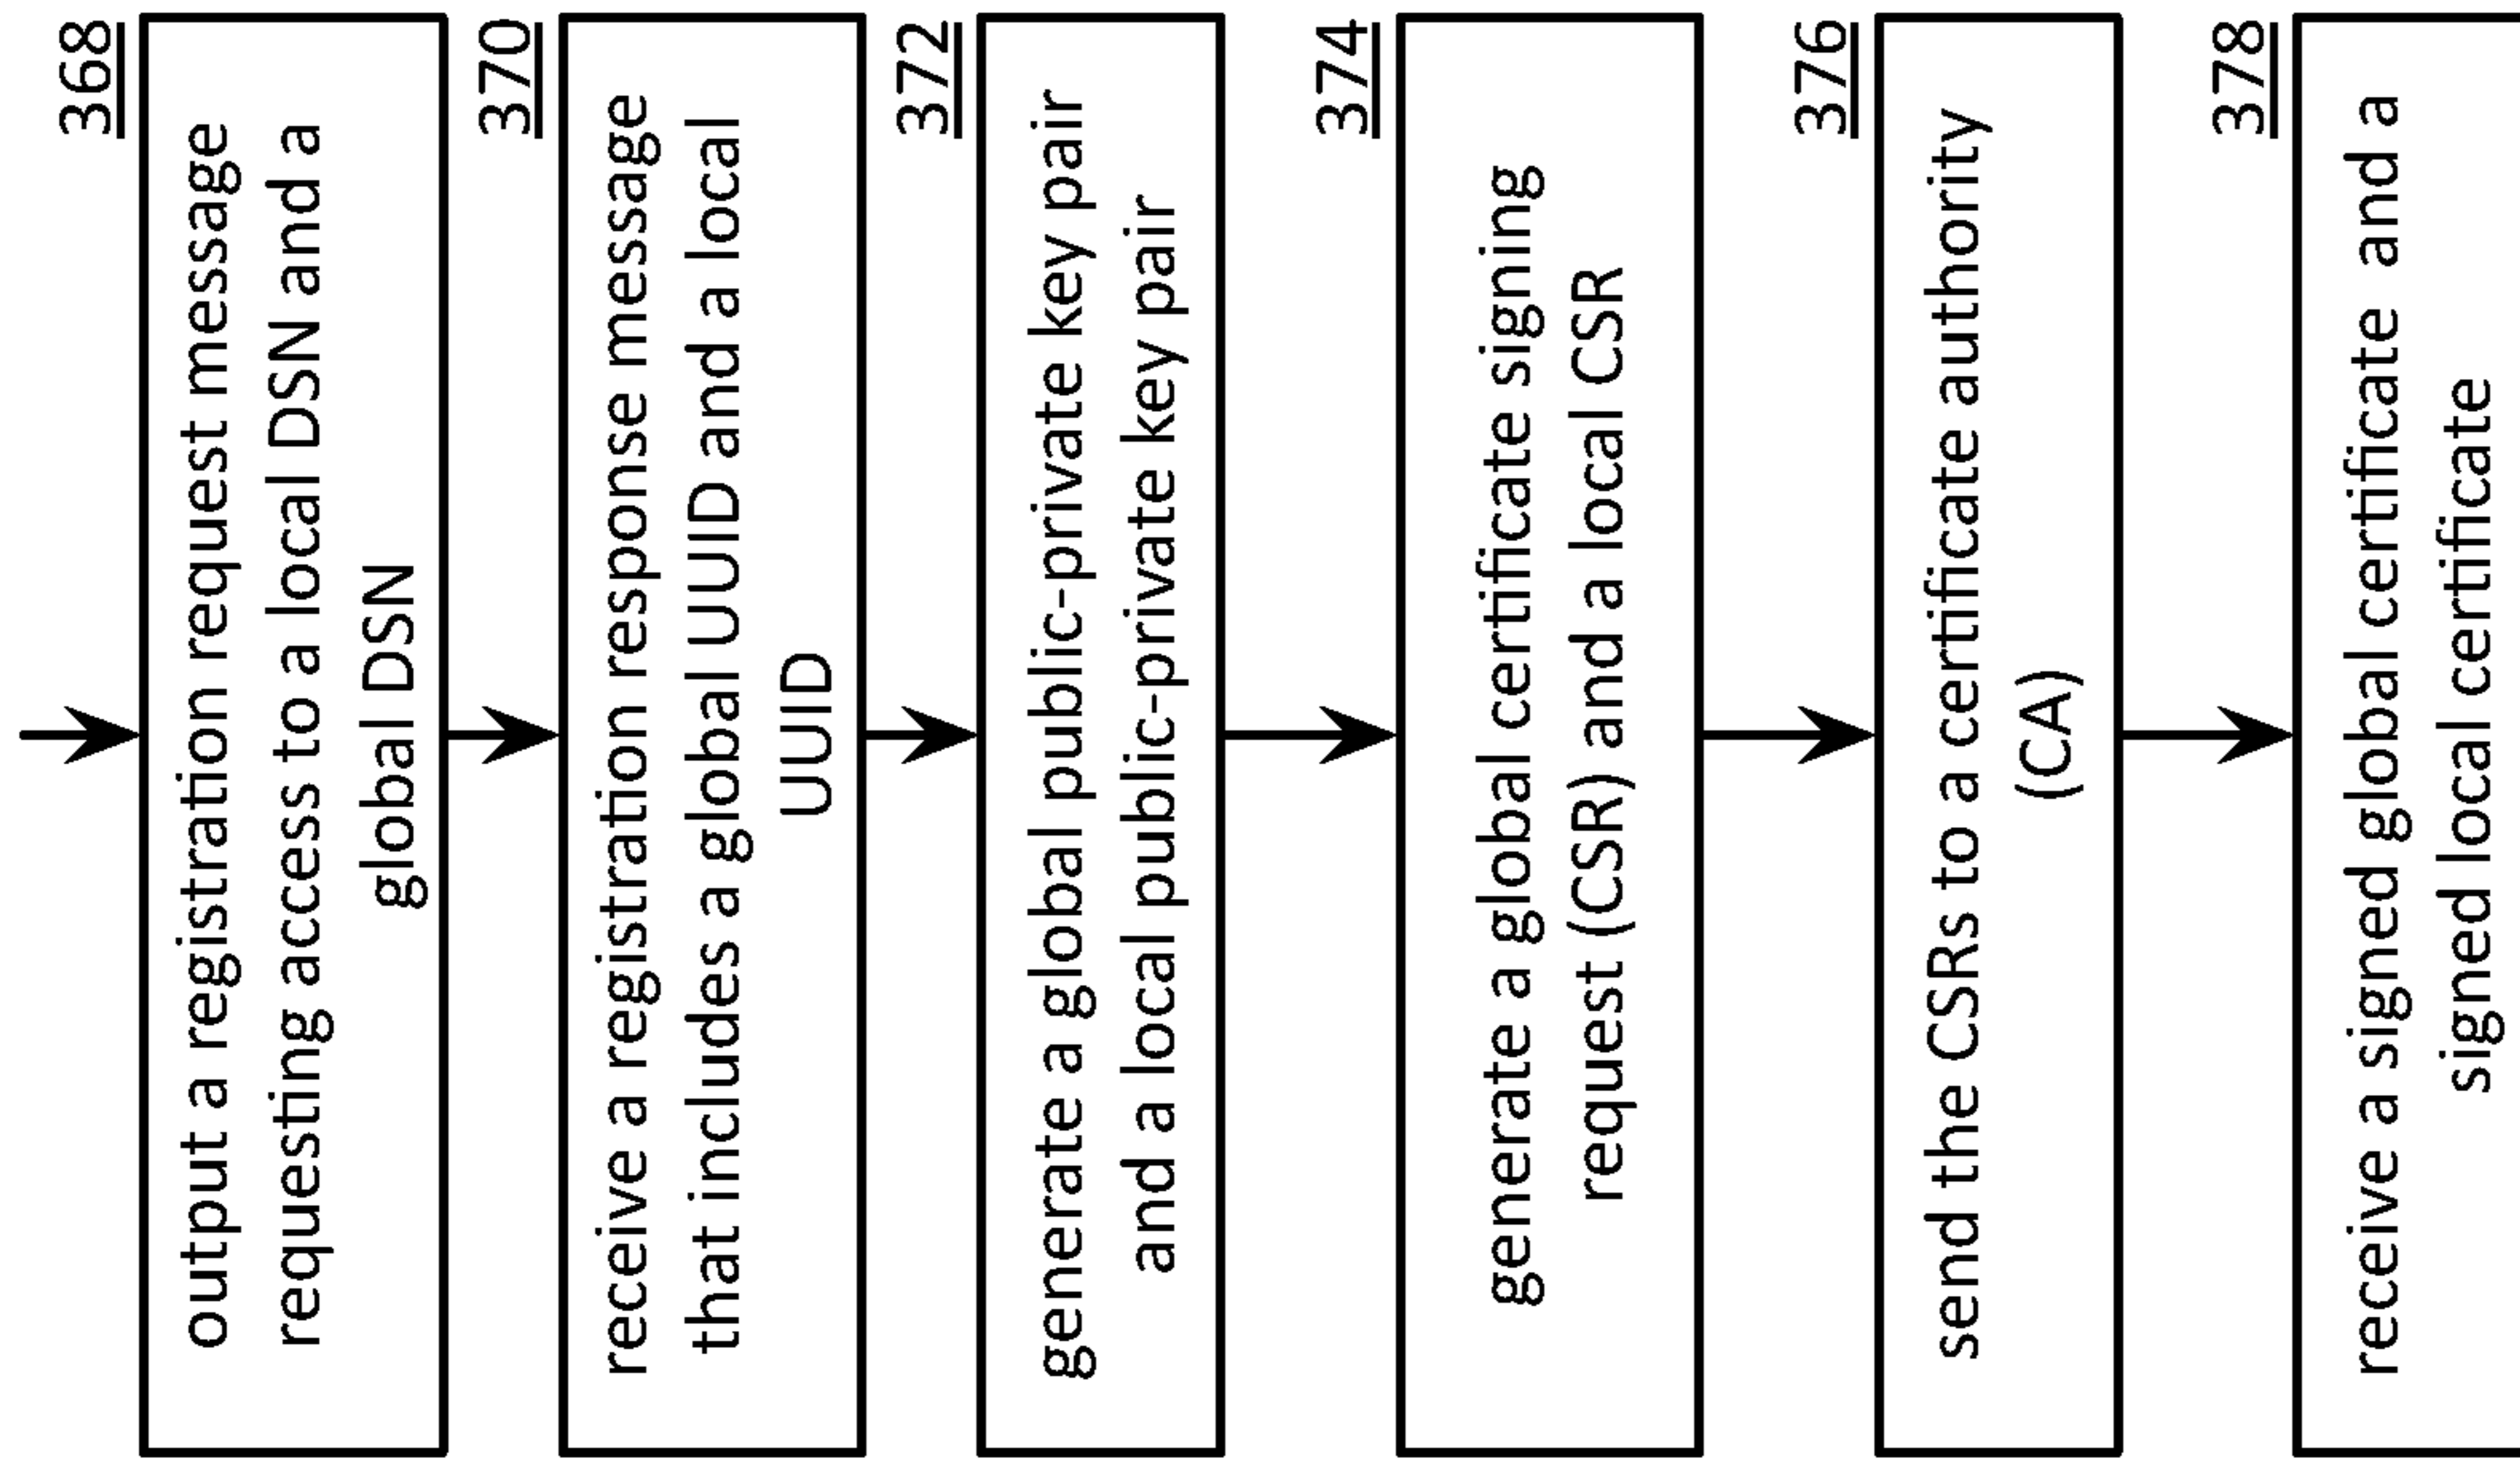 368
output a registration request message
requesting access to a local DSN and a
global DSN
370
receive a registration response message
that includes a global UUID and a local
UUID
372
generate a global public-private key pair
and a local public-private key pair
374
generate a global certificate signing
request (CSR) and a local CSR
376
send the CSRs to a certificate authority
(CA)
378
receive a signed global certificate and a
signed local certificate